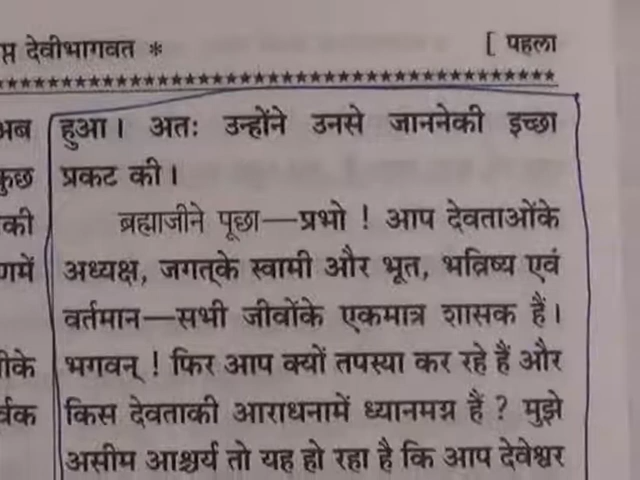 देवीभागवत * [ पहला
हुआ। अतः उन्होंने उनसे जाननेकी इच्छा
प्रकट की।
ब्रह्माजीने पूछा—प्रभो ! आप देवताओंके
अध्यक्ष, जगत्के स्वामी और भूत, भविष्य एवं
वर्तमान—सभी जीवोंके एकमात्र शासक हैं।
भगवन् ! फिर आप क्यों तपस्या कर रहे हैं और
किस देवताकी आराधनामें ध्यानमग्न हैं ? मुझे
असीम आश्चर्य तो यह हो रहा है कि आप देवेश्वर